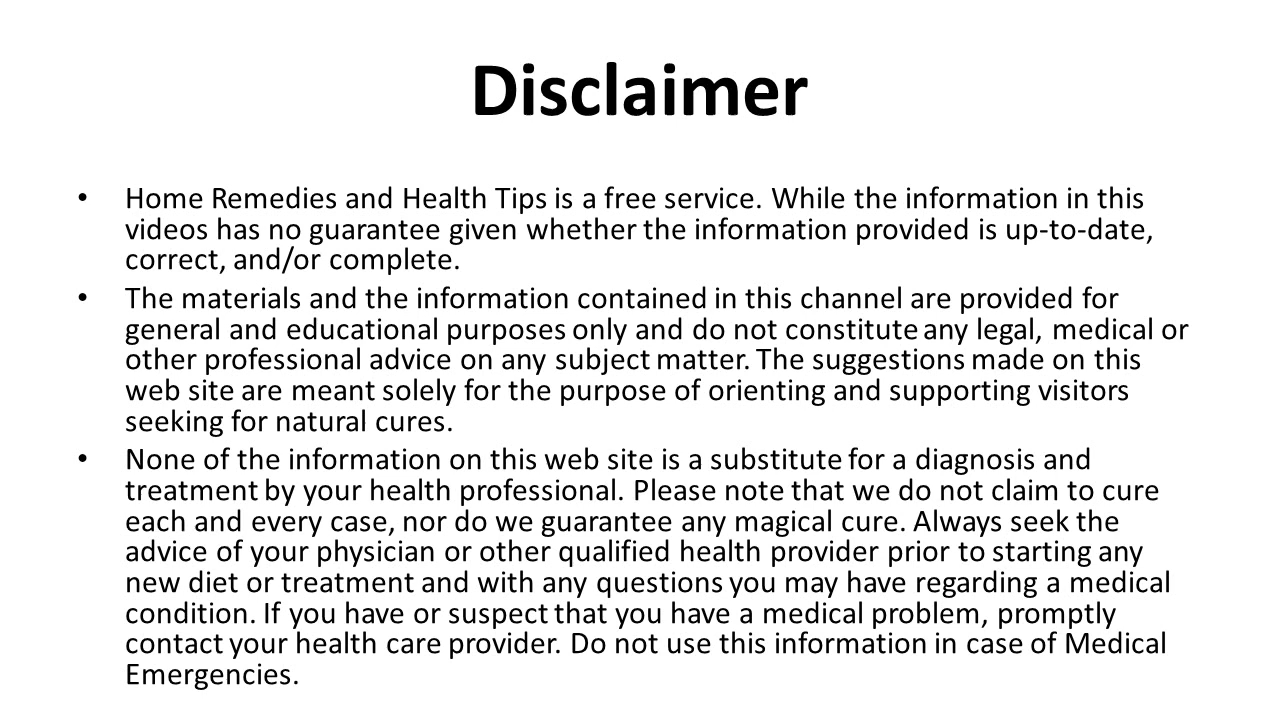 Disclaimer
• Home Remedies and Health Tips is a free service. While the information in this
videos has no guarantee given whether the information provided is up-to-date,
correct, and/or complete.
• The materials and the information contained in this channel are provided for
general and educational purposes only and do not constitute any legal, medical or
other professional advice on any subject matter. The suggestions made on this
web site are meant solely for the purpose of orienting and supporting visitors
seeking for natural cures.
• None of the information on this web site is a substitute for a diagnosis and
treatment by your health professional. Please note that we do not claim to cure
each and every case, nor do we guarantee any magical cure. Always seek the
advice of your physician or other qualified health provider prior to starting any
new diet or treatment and with any questions you may have regarding a medical
condition. If you have or suspect that you have a medical problem, promptly
contact your health care provider. Do not use this information in case of Medical
Emergencies.